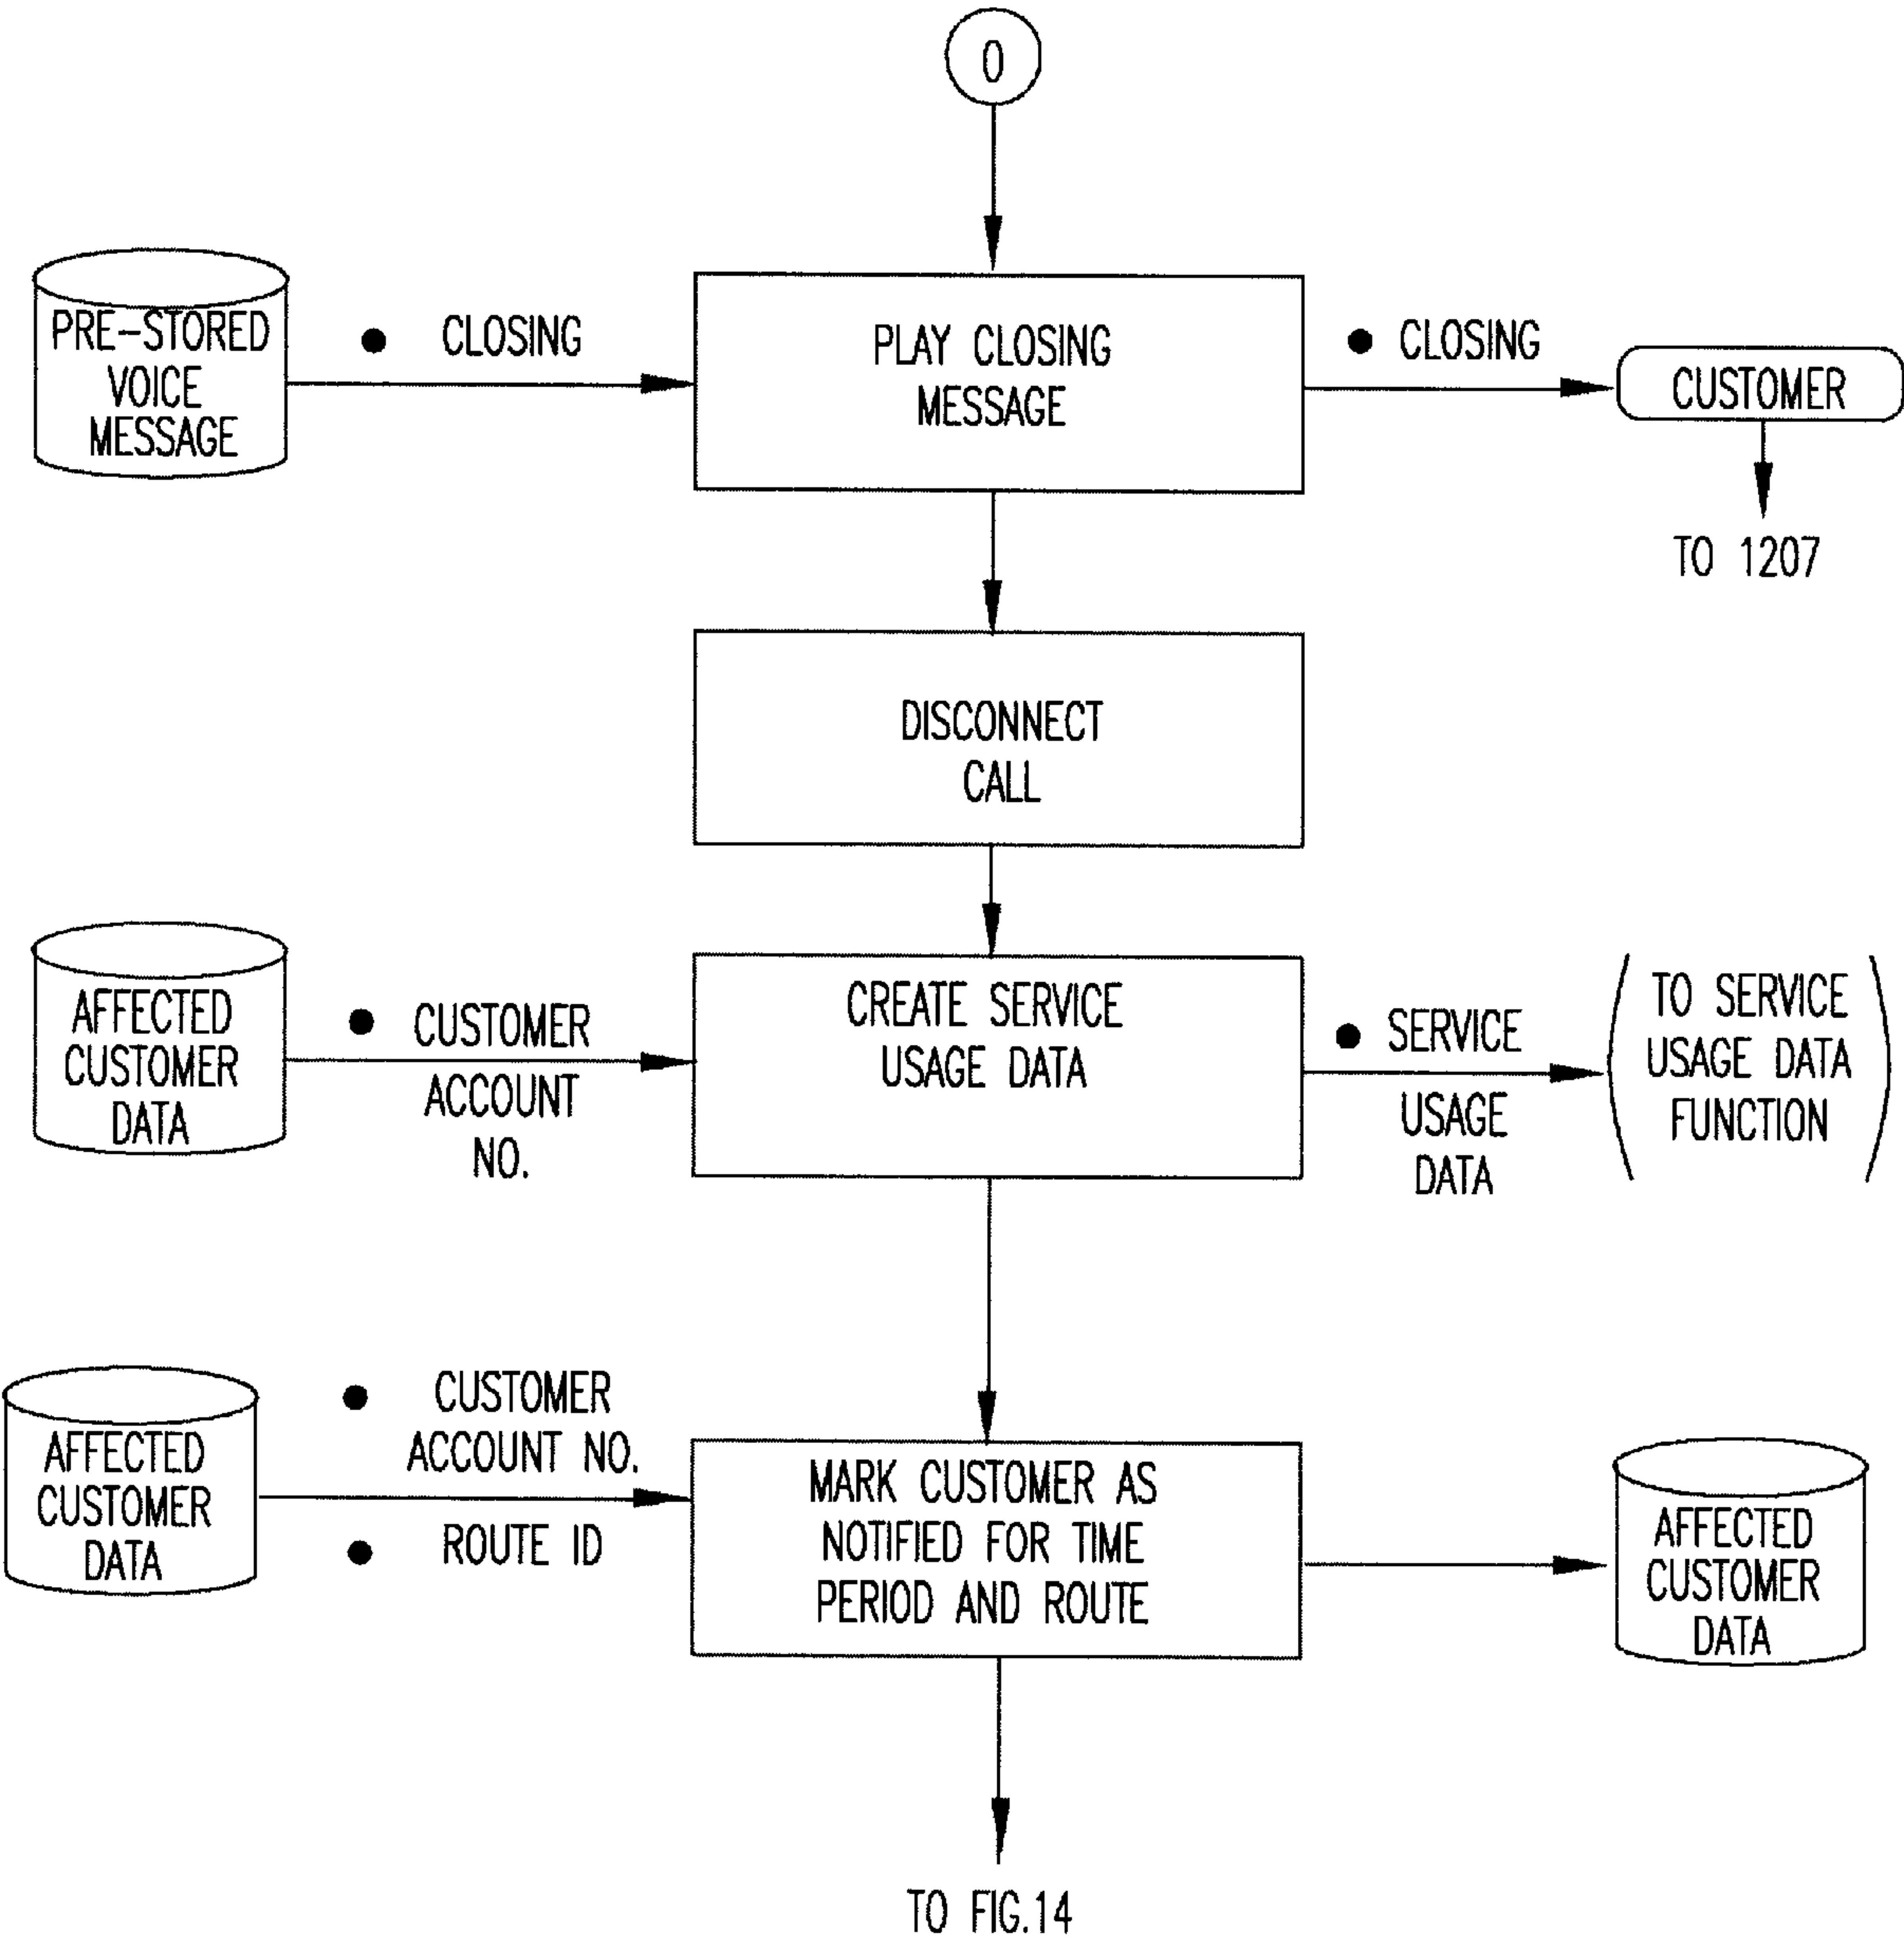 O
PRE-STORED
VOICE
MESSAGE
● CLOSING
PLAY CLOSING
MESSAGE
● CLOSING
CUSTOMER
TO 1207
DISCONNECT
CALL
AFFECTED
CUSTOMER
DATA
● CUSTOMER
ACCOUNT
NO.
CREATE SERVICE
USAGE DATA
● SERVICE
USAGE
DATA
TO SERVICE
USAGE DATA
FUNCTION
AFFECTED
CUSTOMER
DATA
● CUSTOMER
ACCOUNT NO.
● ROUTE ID
MARK CUSTOMER AS
NOTIFIED FOR TIME
PERIOD AND ROUTE
AFFECTED
CUSTOMER
DATA
TO FIG.14